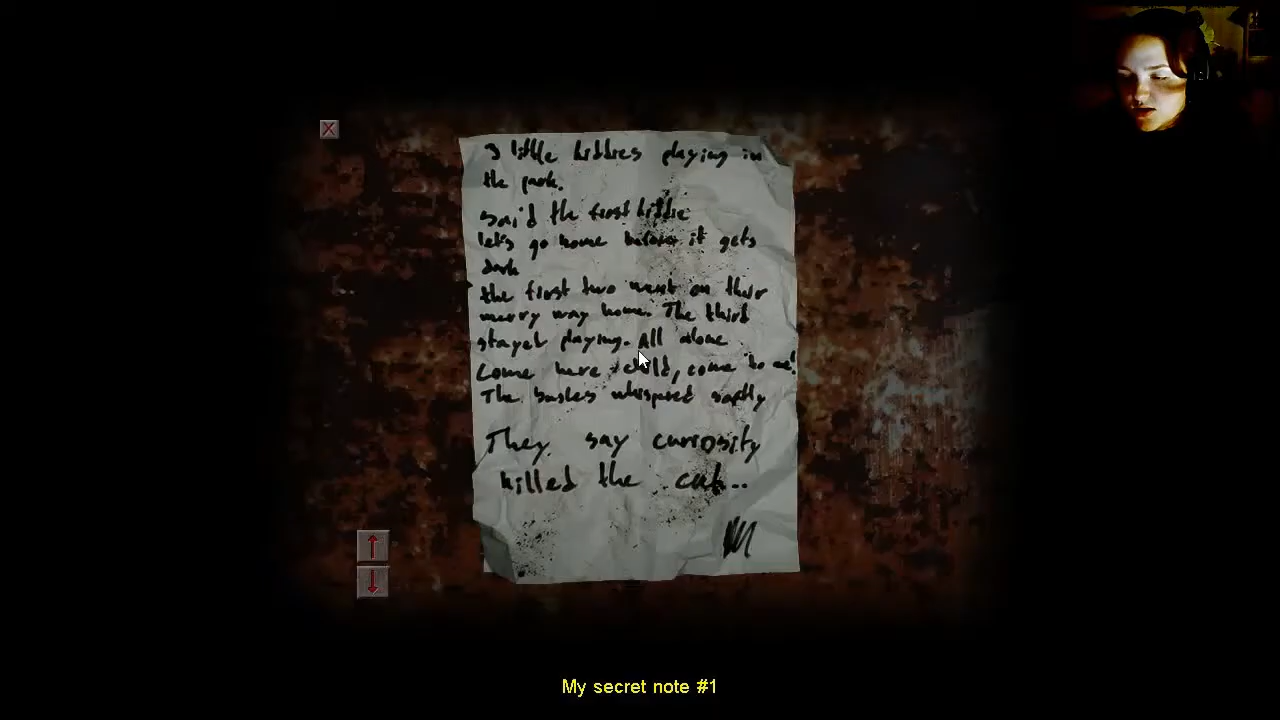 3 little kiddies playing in
the park.
said the first kiddie
let's go home before it gets
dark
the first two went on their
merry way home. The third
stayed playing. All alone
Come here child, come to me!
The bushes whispered softly
They say curiosity
killed the cat..
X
My secret note #1